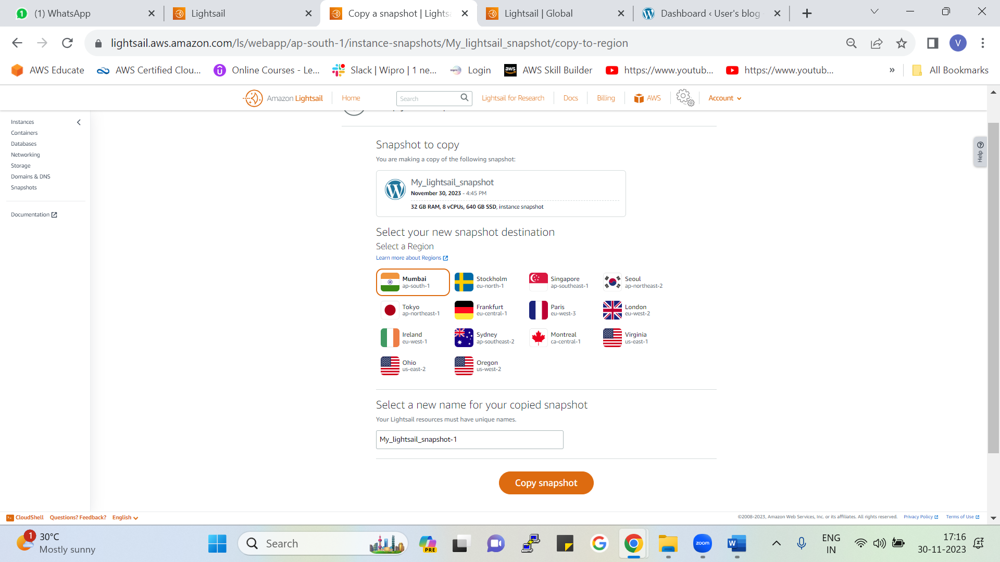 (1) WhatsApp
Lightsail
Copy a snapshot | Lights
Lightsail | Global
Dashboard ‹ User's blog
lightsail.aws.amazon.com/ls/webapp/ap-south-1/instance-snapshots/My_lightsail_snapshot/copy-to-region
V
AWS Educate
AWS Certified Clou...
Online Courses - Le...
Slack | Wipro | 1 ne...
Login
AWS Skill Builder
https://www.youtub...
https://www.youtub...
»
All Bookmarks
Amazon Lightsail
Home
Search
Lightsail for Research
Docs
Billing
AWS
Account
Instances
Containers
Databases
Networking
Storage
Domains & DNS
Snapshots
Documentation
Help
Snapshot to copy
You are making a copy of the following snapshot:
My_lightsail_snapshot
November 30, 2023 - 4:45 PM
32 GB RAM, 8 vCPUs, 640 GB SSD, instance snapshot
Select your new snapshot destination
Select a Region
Learn more about Regions
Mumbai
ap-south-1
Stockholm
eu-north-1
Singapore
ap-southeast-1
Seoul
ap-northeast-2
Tokyo
ap-northeast-1
Frankfurt
eu-central-1
Paris
eu-west-3
London
eu-west-2
Ireland
eu-west-1
Sydney
ap-southeast-2
Montreal
ca-central-1
Virginia
us-east-1
Ohio
us-east-2
Oregon
us-west-2
Select a new name for your copied snapshot
Your Lightsail resources must have unique names.
My_lightsail_snapshot-1
Copy snapshot
CloudShell
Questions? Feedback?
English
©2008-2023, Amazon Web Services, Inc. or its affiliates. All rights reserved.
Privacy Policy
Terms of Use
1
30°C
Mostly sunny
Search
PRE
zoom
W
ENG
IN
17:16
30-11-2023